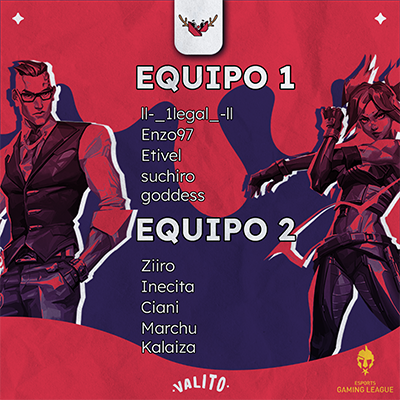 EQUIPO 1
ll-_1legal_-ll
Enzo97
Etivel
suchiro
goddess
EQUIPO 2
Ziiro
Inecita
Ciani
Marchu
Kalaiza
·VALITO·
ESPORTS
GAMING LEAGUE